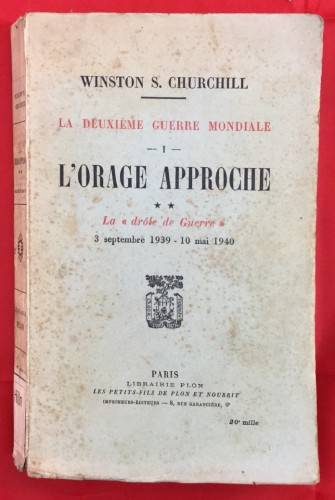 WINSTON S. CHURCHILL
LA DEUXIÈME GUERRE MONDIALE
— I —
L'ORAGE APPROCHE
★ ★
La « drôle de Guerre »
3 septembre 1939 - 10 mai 1940
PARIS
LIBRAIRIE PLON
LES PETITS-FILS DE PLON ET NOURRIT
IMPRIMEURS-ÉDITEURS — 8, RUE GARANCIÈRE, 6e
20e mille